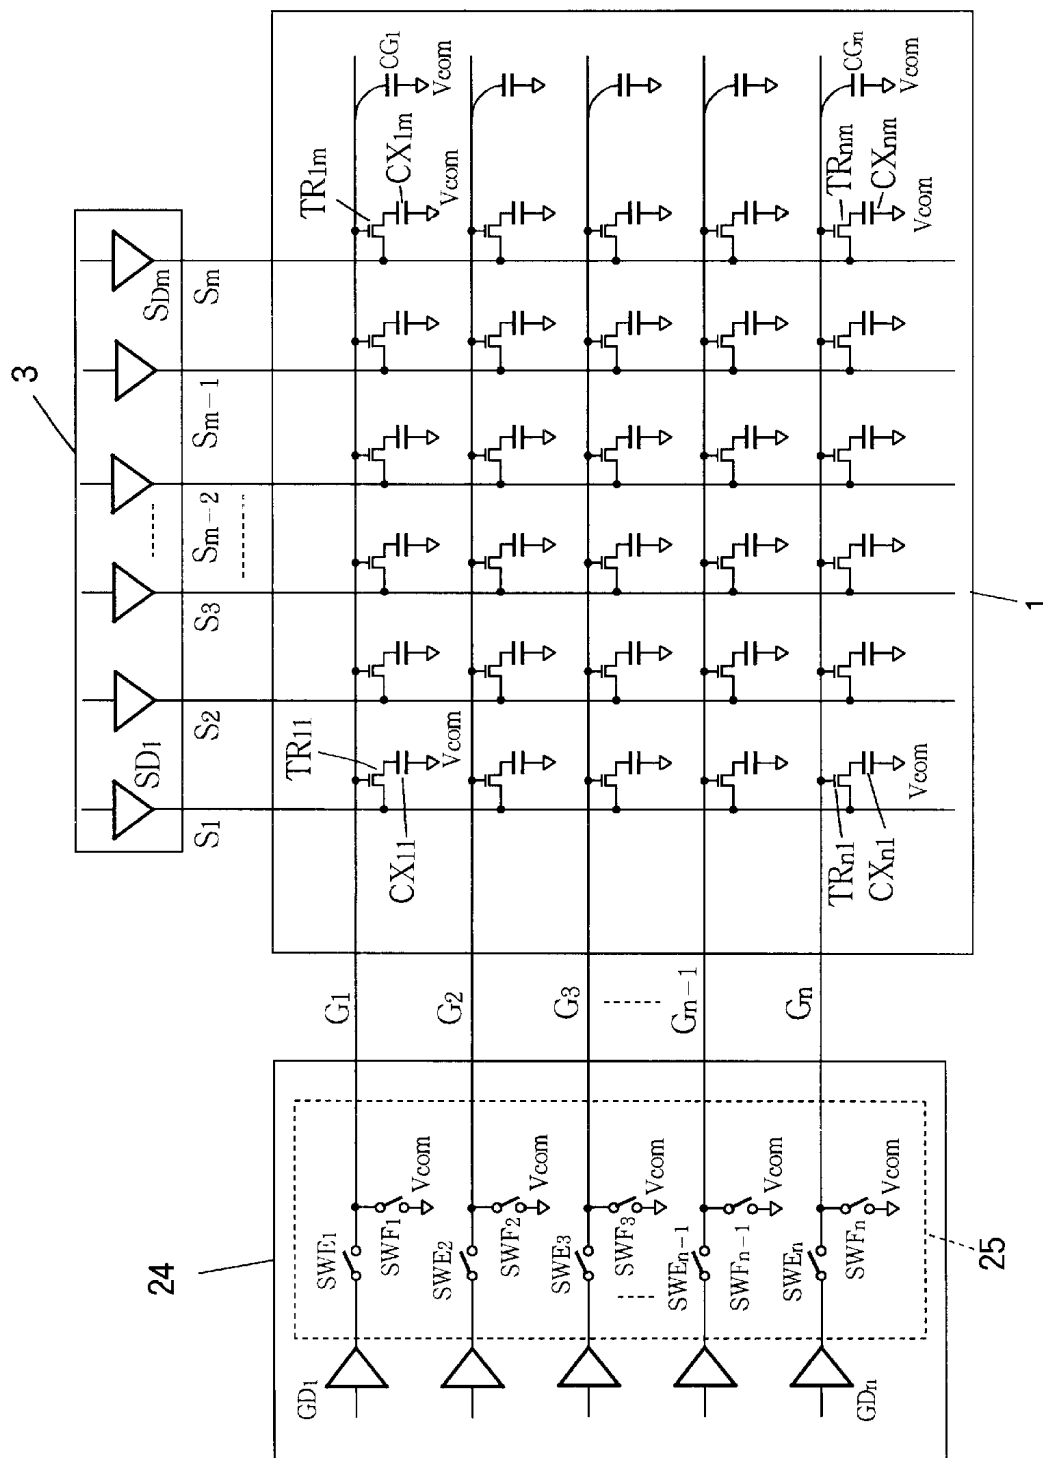 3
SD1
SDm
S1
S2
S3
Sm-2
Sm-1
Sm
TR11
CX11
Vcom
TR1m
CX1m
Vcom
CG1
Vcom
TRn1
CXn1
Vcom
TRnm
CXnm
Vcom
CGn
Vcom
1
G1
G2
G3
Gn-1
Gn
24
GD1
SWE1
SWF1
Vcom
SWE2
SWF2
Vcom
SWE3
SWF3
Vcom
SWEn-1
SWFn-1
Vcom
SWEn
SWFn
Vcom
GDn
25